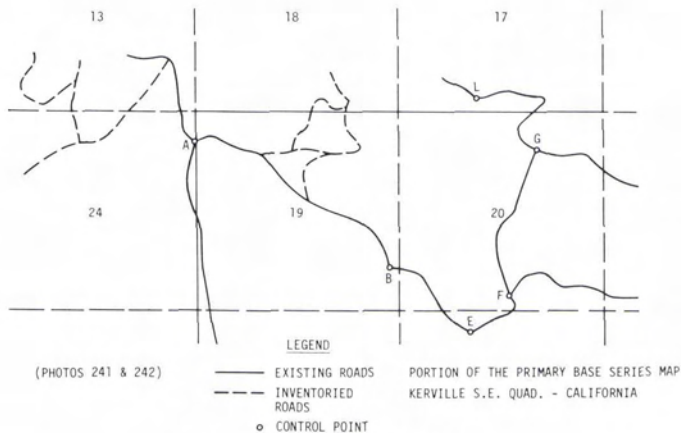 13 18 17
L
A G
24 19 20
B
F
E
LEGEND
(PHOTOS 241 & 242) EXISTING ROADS PORTION OF THE PRIMARY BASE SERIES MAP
INVENTORIED KERVILLE S.E. QUAD. - CALIFORNIA
ROADS
CONTROL POINT